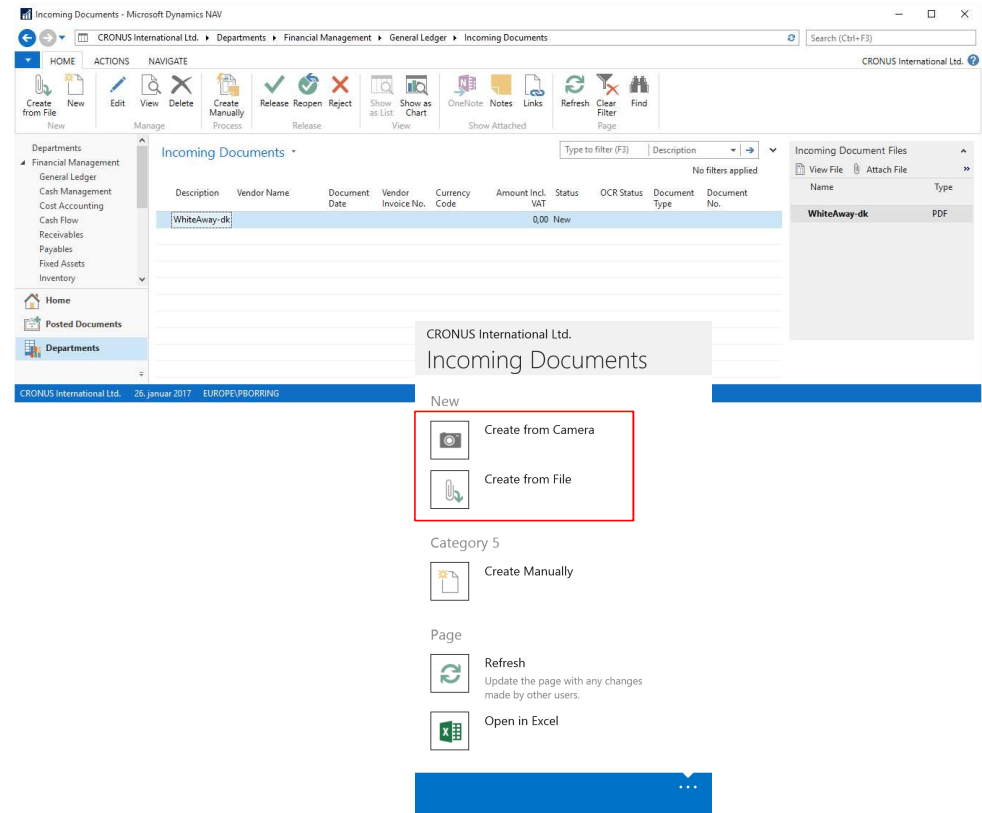 Incoming Documents - Microsoft Dynamics NAV
CRONUS International Ltd. ▸ Departments ▸ Financial Management ▸ General Ledger ▸ Incoming Documents
Search (Ctrl+F3)
HOME ACTIONS NAVIGATE
CRONUS International Ltd.
Create from File
New
Edit
View
Delete
Create Manually
Release
Reopen
Reject
Show as List
Show as Chart
OneNote
Notes
Links
Refresh
Clear Filter
Find
New
Manage
Process
Release
View
Show Attached
Page
Departments
Financial Management
General Ledger
Cash Management
Cost Accounting
Cash Flow
Receivables
Payables
Fixed Assets
Inventory
Home
Posted Documents
Departments
Incoming Documents
Type to filter (F3)
Description
No filters applied
Description
Vendor Name
Document Date
Vendor Invoice No.
Currency Code
Amount Incl. VAT
Status
OCR Status
Document Type
Document No.
WhiteAway-dk 0,00 New
Incoming Document Files
View File
Attach File
Name Type
WhiteAway-dk PDF
CRONUS International Ltd. 26. januar 2017 EUROPE\PBORRING
CRONUS International Ltd.
Incoming Documents
New
Create from Camera
Create from File
Category 5
Create Manually
Page
Refresh
Update the page with any changes
made by other users.
Open in Excel